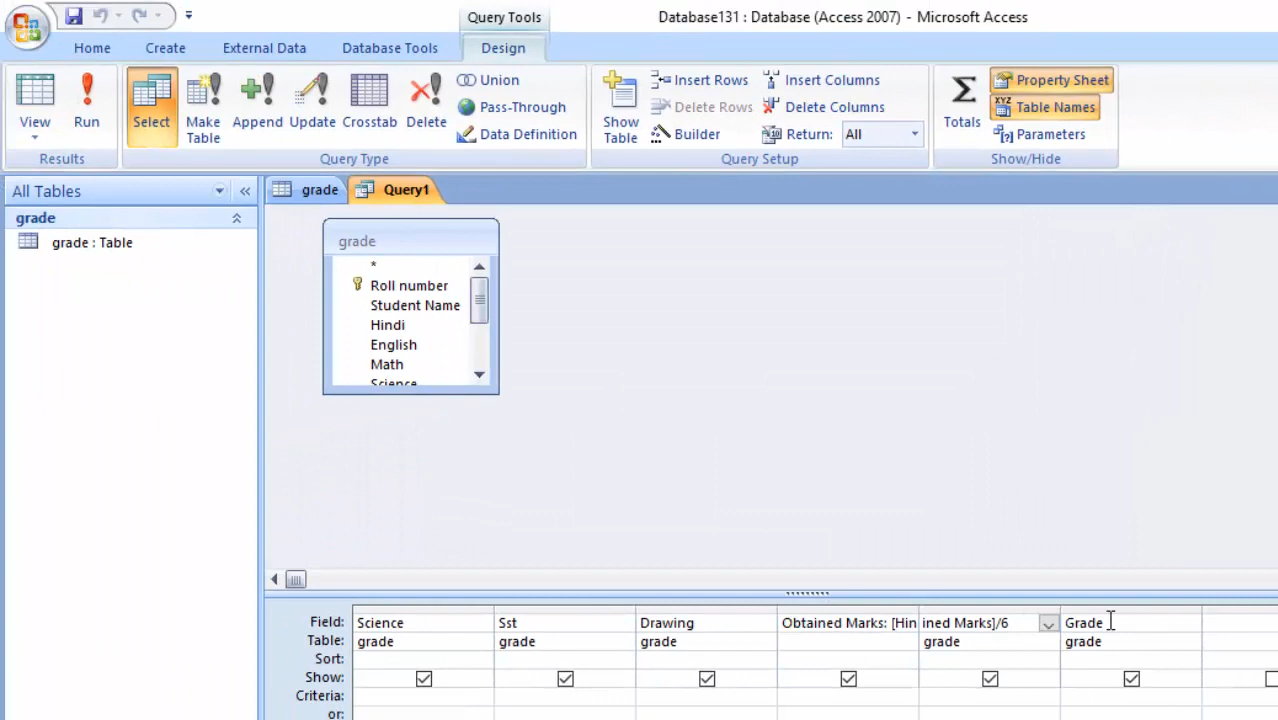 Query Tools
Database131 : Database (Access 2007) - Microsoft Access
Home Create External Data Database Tools Design
View Run Select Make Table Append Update Crosstab Delete
Union
Pass-Through
Data Definition
Show Table
Insert Rows
Delete Rows
Builder
Insert Columns
Delete Columns
Return: All
Totals
Property Sheet
XYZ Table Names
Parameters
Results Query Type Query Setup Show/Hide
All Tables «
grade
grade : Table
grade Query1
grade
*
Roll number
Student Name
Hindi
English
Math
Science
Field: Science Sst Drawing Obtained Marks: [Hin ined Marks]/6 Grade
Table: grade grade grade grade grade
Sort:
Show:
Criteria:
or: